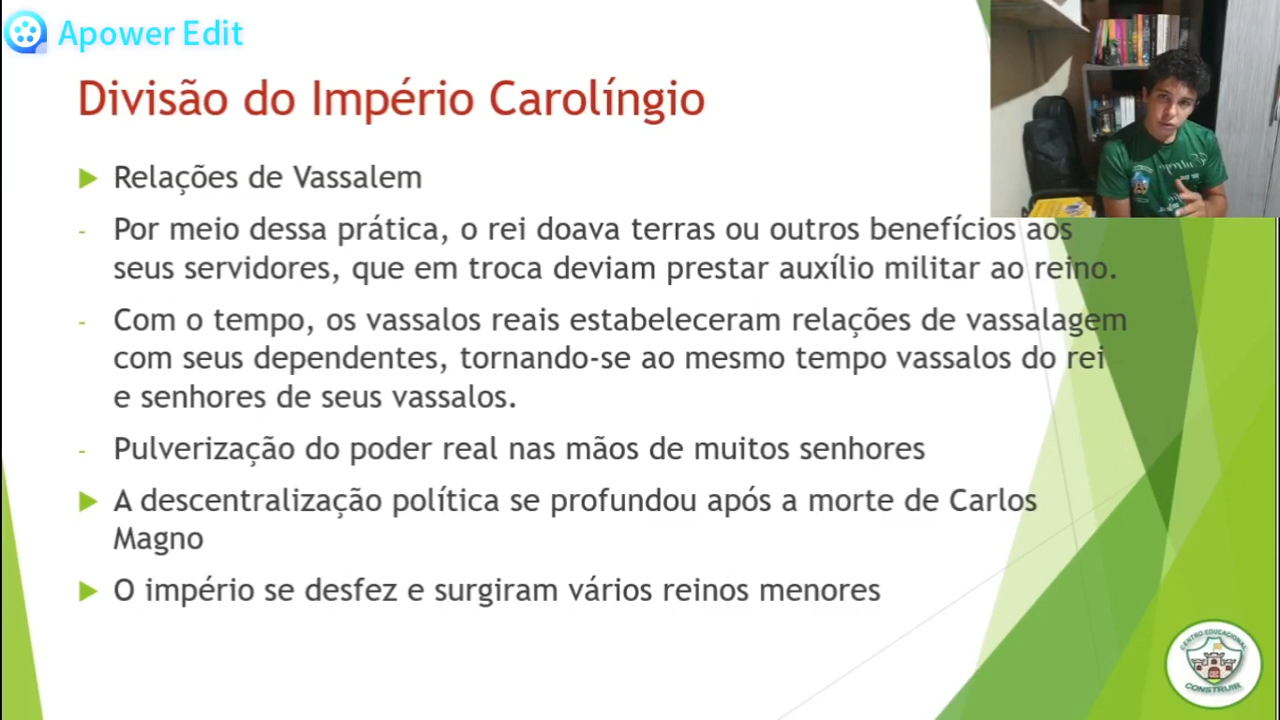 Apower Edit
Divisão do Império Carolíngio
Relações de Vassalem
- Por meio dessa prática, o rei doava terras ou outros benefícios aos
seus servidores, que em troca deviam prestar auxílio militar ao reino.
- Com o tempo, os vassalos reais estabeleceram relações de vassalagem
com seus dependentes, tornando-se ao mesmo tempo vassalos do rei
e senhores de seus vassalos.
- Pulverização do poder real nas mãos de muitos senhores
A descentralização política se profundou após a morte de Carlos
Magno
O império se desfez e surgiram vários reinos menores
CENTRO EDUCACIONAL
CEC
CONSTRUIR